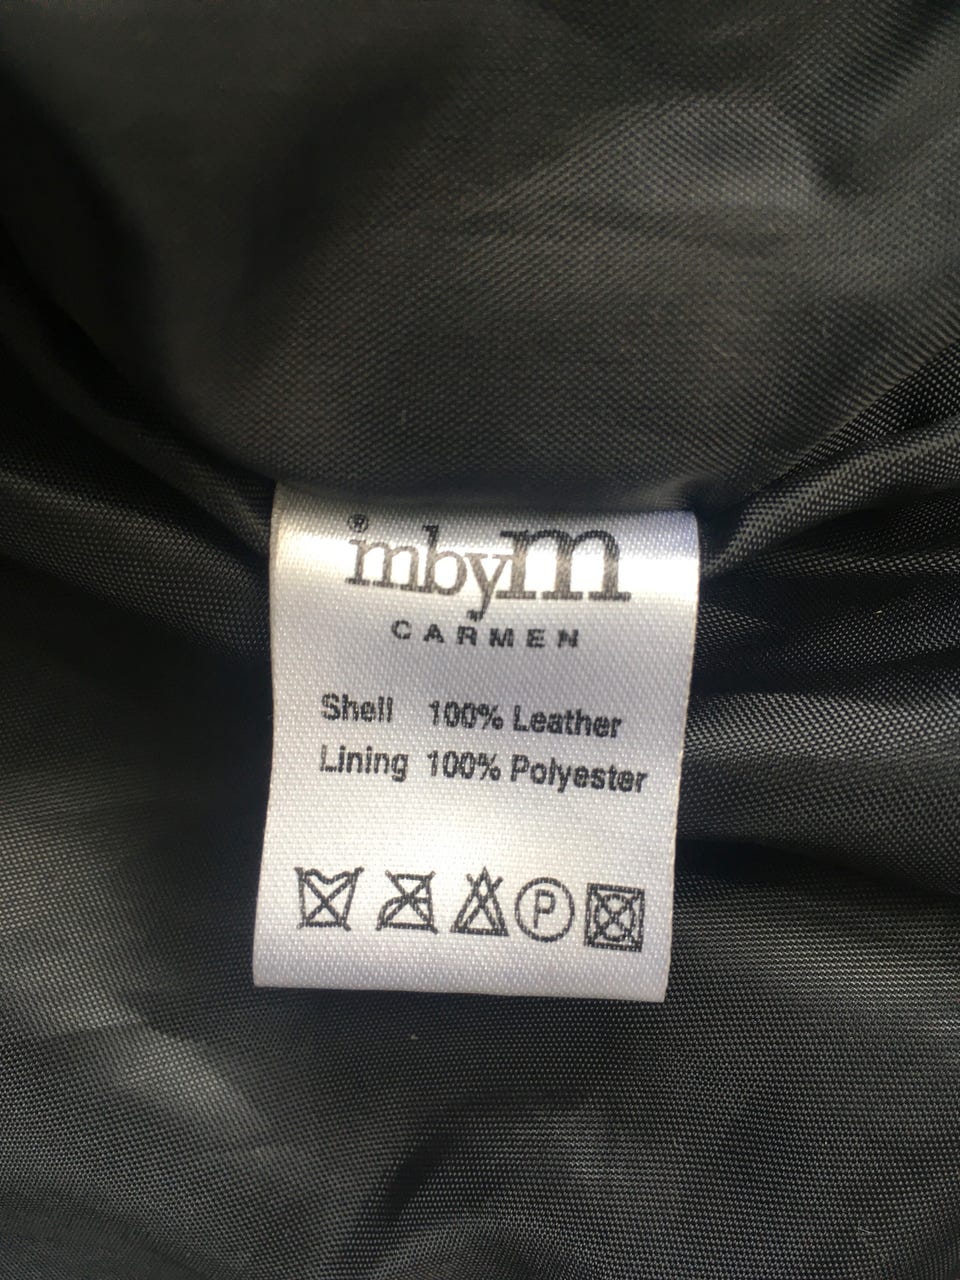 ®mbyM
CARMEN
Shell 100% Leather
Lining 100% Polyester
P